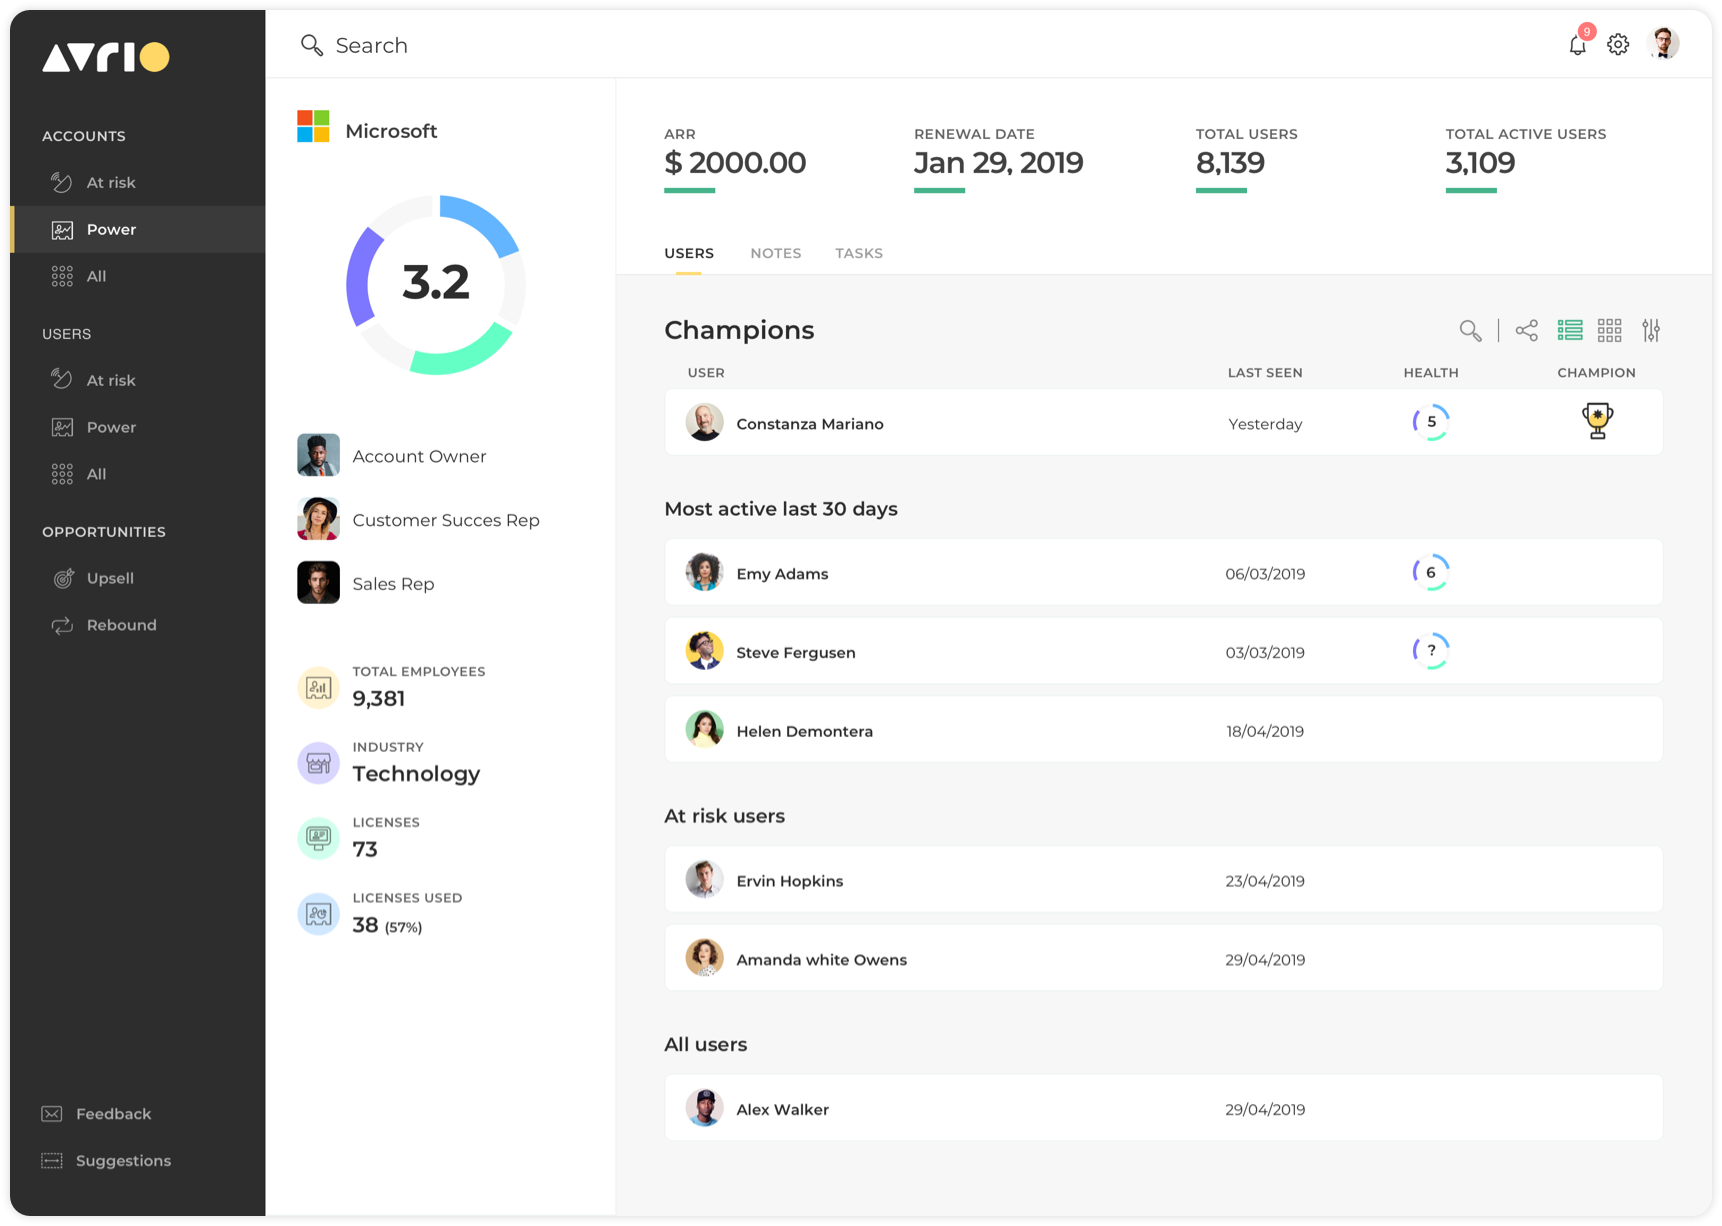 AVRIO
ACCOUNTS
At risk
Power
All
USERS
At risk
Power
All
OPPORTUNITIES
Upsell
Rebound
Feedback
Suggestions
Search
9
Microsoft
3.2
Account Owner
Customer Succes Rep
Sales Rep
TOTAL EMPLOYEES
9,381
INDUSTRY
Technology
LICENSES
73
LICENSES USED
38 (57%)
ARR
$ 2000.00
RENEWAL DATE
Jan 29, 2019
TOTAL USERS
8,139
TOTAL ACTIVE USERS
3,109
USERS NOTES TASKS
Champions
USER LAST SEEN HEALTH CHAMPION
Constanza Mariano Yesterday 5
Most active last 30 days
Emy Adams 06/03/2019 6
Steve Fergusen 03/03/2019 ?
Helen Demontera 18/04/2019
At risk users
Ervin Hopkins 23/04/2019
Amanda white Owens 29/04/2019
All users
Alex Walker 29/04/2019